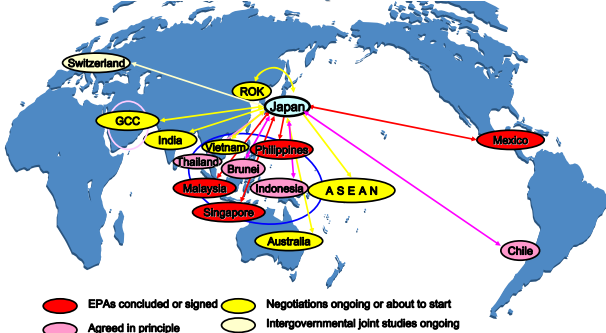 Switzerland
ROK
Japan
GCC
India
Vietnam
Philippines
Mexico
Thailand
Brunei
Malaysia
Indonesia
A S E A N
Singapore
Australia
Chile
EPAs concluded or signed
Negotiations ongoing or about to start
Agreed in principle
Intergovernmental joint studies ongoing